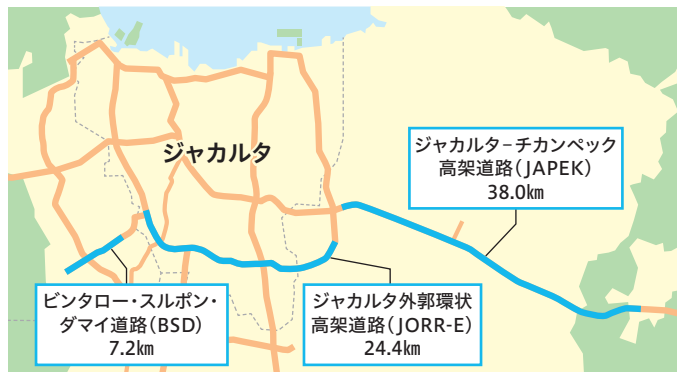 ジャカルタ
ジャカルタ−チカンペック
高架道路(JAPEK)
38.0㎞
ビンタロー・スルポン・
ダマイ道路(BSD)
7.2㎞
ジャカルタ外郭環状
高架道路(JORR-E)
24.4㎞